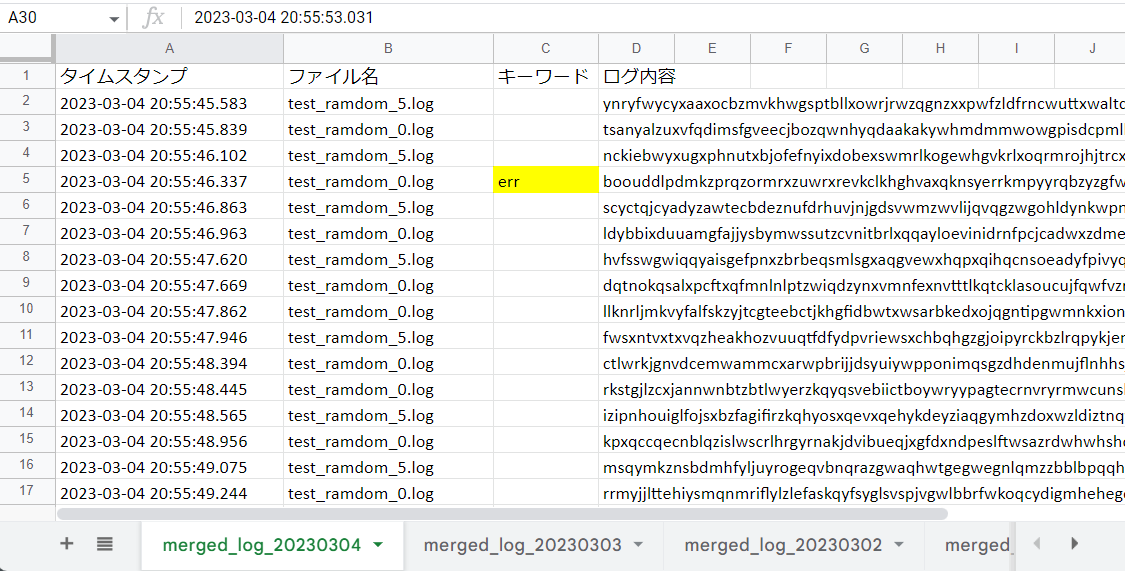 A30 fx 2023-03-04 20:55:53.031
A B C D E F G H I J
1 タイムスタンプ ファイル名 キーワード ログ内容
2 2023-03-04 20:55:45.583 test_ramdom_5.log ynryfwycyxaaxocbzmvkhwgsptbllxowrjrwzqgnzxxpwfzldfrncwuttxwaltc
3 2023-03-04 20:55:45.839 test_ramdom_0.log tsanyalzuxvfqdimsfgveecjbozqwnhyqdaakakywhmdmmwowgpisdcpml
4 2023-03-04 20:55:46.102 test_ramdom_5.log nckiebwyxugxphnutxbjofefnyixdobexswmrlkogewhgvkrlxoqrmrojhjtrcx
5 2023-03-04 20:55:46.337 test_ramdom_0.log err boouddlpdmkzprqzormrxzuwrxrevkclkhghvaxqknsyerrkmpyyrqbzyzgfw
6 2023-03-04 20:55:46.863 test_ramdom_5.log scyctqjcyadyzawtecbdeznufdrhuvjnjgdsvwmzwvlijqvqgzwgohldynkwpr
7 2023-03-04 20:55:46.963 test_ramdom_0.log ldybbixduuamgfajjysbymwssutzcvnitbrlxqqayloevinidrnfpcjcadwxzdme
8 2023-03-04 20:55:47.620 test_ramdom_5.log hvfsswgwiqqyaisgefpnxzbrbeqsmlsgxaqgvewxhqpxqihqcnsoeadyfpivyq
9 2023-03-04 20:55:47.669 test_ramdom_0.log dqtnokqsalxpcftxqfmnlnlptzwiqdzynxvmnfexnvtttlkqtcklasoucujfqwfvzr
10 2023-03-04 20:55:47.862 test_ramdom_0.log llknrljmkvyfalfskzyjtcgteebctjkhgfidbwtxwsarbkedxojqgntipgwmnkxion
11 2023-03-04 20:55:47.946 test_ramdom_5.log fwsxntvxtxvqzheakhozvuuqtfdfydpvriewsxchbqhgzgjoipyrckbzlrqpykjer
12 2023-03-04 20:55:48.394 test_ramdom_0.log ctlwrkjgnvdcemwammcxarwpbrijjdsyuiywpponimqsgzdhdenmujflnhhs
13 2023-03-04 20:55:48.445 test_ramdom_0.log rkstgjlzcxjannwnbtzbtlwyerzkqyqsvebiictboywryypagtecrnvryrmwcunsl
14 2023-03-04 20:55:48.565 test_ramdom_5.log izipnhouiglfojsxbzfagifirzkqhyosxqevxqehykdeyziaqgymhzdoxwzldiztnq
15 2023-03-04 20:55:48.956 test_ramdom_0.log kpxqccqecnblqzislwscrlhrgyrnakjdvibueqjxgfdxndpeslftwsazrdwhwhsho
16 2023-03-04 20:55:49.075 test_ramdom_5.log msqymkznsbdmhfyljuyrogeqvbnqrazgwaqhwtgegwegnlqmzzbblbpqqh
17 2023-03-04 20:55:49.244 test_ramdom_0.log rrmyjjlttehiysmqnmriflylzlefaskqyfsyglsvspjvgwlbbrfwkoqcydigmhehego
merged_log_20230304 merged_log_20230303 merged_log_20230302 merged_